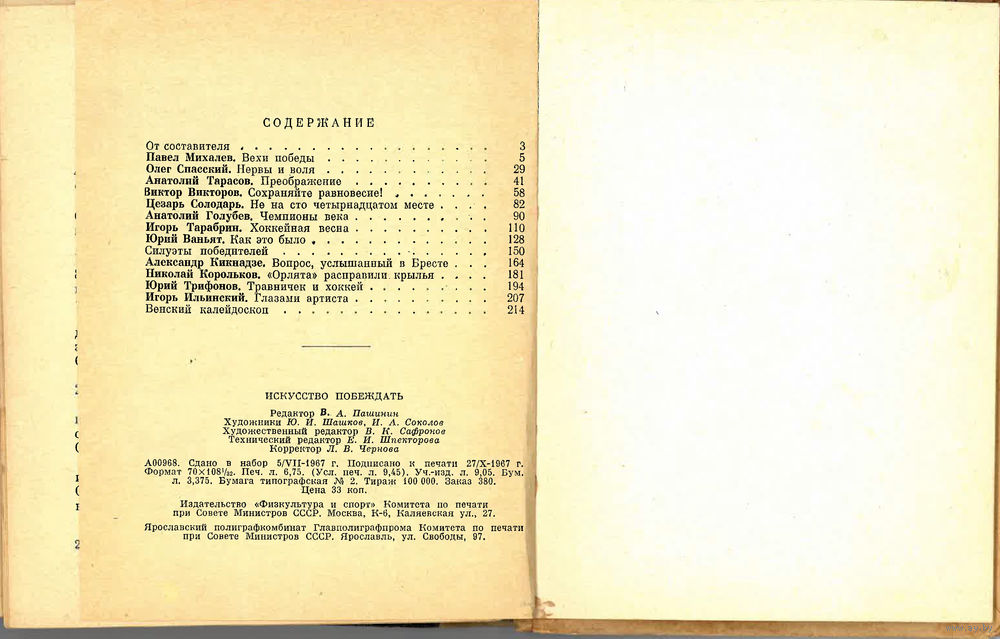 СОДЕРЖАНИЕ
От составителя . . . . . . . . . . . . . . . . 3
Павел Михалев. Вехи победы . . . . . . . . . . 5
Олег Спасский. Нервы и воля . . . . . . . . . . 29
Анатолий Тарасов. Преображение . . . . . . . . . 41
Виктор Викторов. Сохраняйте равновесие! . . . . . . 58
Цезарь Солодарь. Не на сто четырнадцатом месте . . . . 82
Анатолий Голубев. Чемпионы века . . . . . . . . . 90
Игорь Тарабрин. Хоккейная весна . . . . . . . . . 110
Юрий Ваньят. Как это было . . . . . . . . . . . 128
Силуэты победителей . . . . . . . . . . . . . 150
Александр Кикнадзе. Вопрос, услышанный в Бресте . . . 164
Николай Корольков. «Орлята» расправили крылья . . . . 181
Юрий Трифонов. Травничек и хоккей . . . . . . . . 194
Игорь Ильинский. Глазами артиста . . . . . . . . . 207
Венский калейдоскоп . . . . . . . . . . . . . 214
ИСКУССТВО ПОБЕЖДАТЬ
Редактор В. А. Пашинин
Художники Ю. И. Шашков, И. А. Соколов
Художественный редактор В. К. Сафронов
Технический редактор Е. И. Шпекторова
Корректор Л. В. Чернова
А00968. Сдано в набор 5/VII-1967 г. Подписано к печати 27/X-1967 г.
Формат 70×108¹/₃₂. Печ. л. 6,75. (Усл. печ. л. 9,45). Уч.-изд. л. 9,05. Бум.
л. 3,375. Бумага типографская № 2. Тираж 100 000. Заказ 380.
Цена 33 коп.
Издательство «Физкультура и спорт» Комитета по печати
при Совете Министров СССР. Москва, К-6, Каляевская ул., 27.
Ярославский полиграфкомбинат Главполиграфпрома Комитета по печати
при Совете Министров СССР. Ярославль, ул. Свободы, 97.